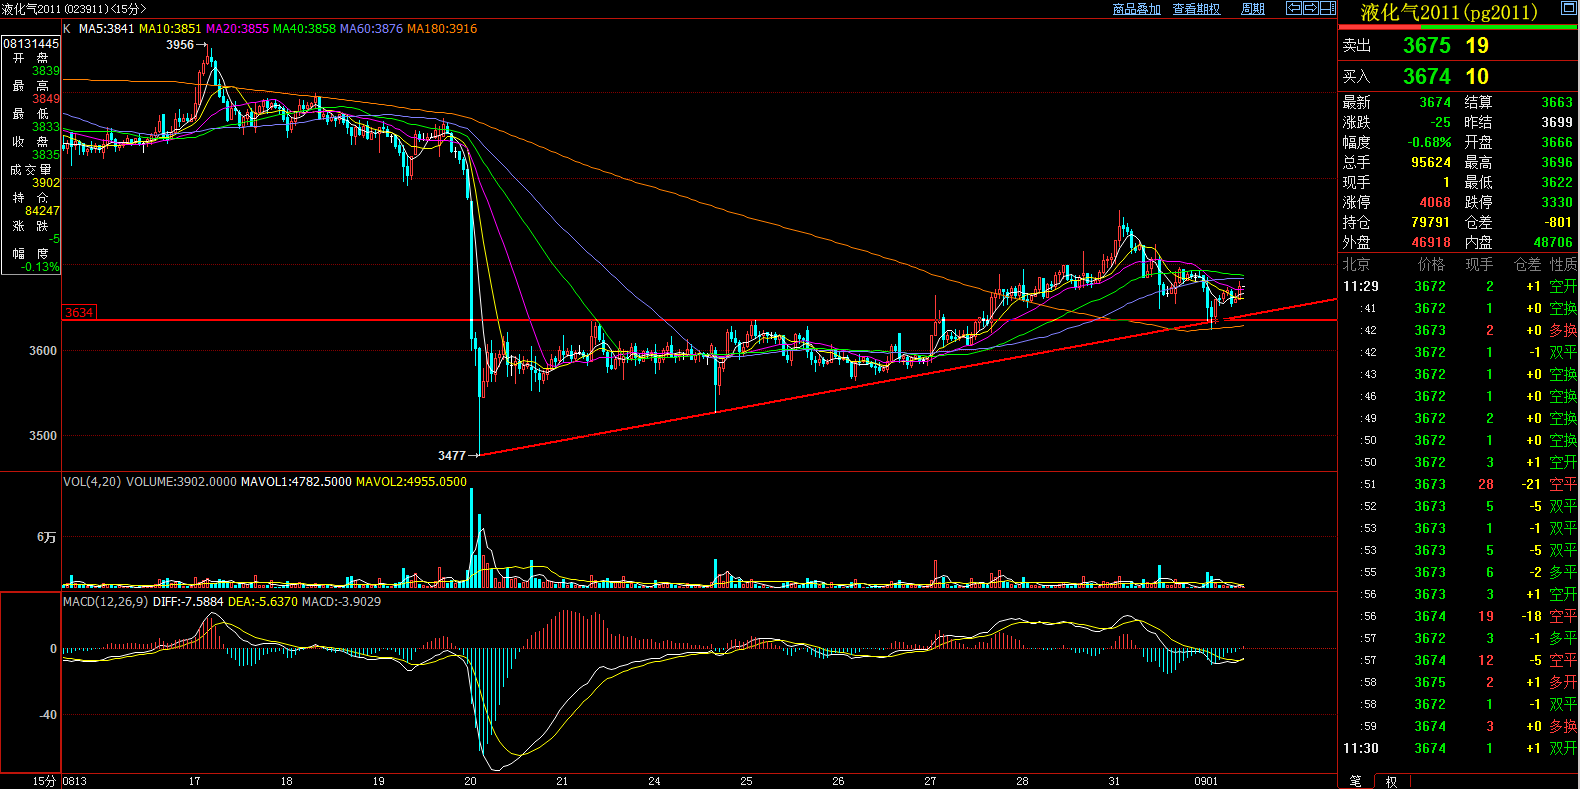 液化气2011(023911)<15分> 商品叠加 查看期权 周期
K MA5:3841 MA10:3851 MA20:3855 MA40:3858 MA60:3876 MA180:3916
08131445
开 盘
3839
最 高
3849
最 低
3833
收 盘
3835
成交量
3902
持 仓
84247
涨 跌
-5
幅 度
-0.13%
3956
3634
3600
3500
3477
VOL(4,20) VOLUME:3902.0000 MAVOL1:4782.5000 MAVOL2:4955.0500
6万
MACD(12,26,9) DIFF:-7.5884 DEA:-5.6370 MACD:-3.9029
0
-40
15分 0813 17 18 19 20 21 24 25 26 27 28 31 0901
液化气2011(pg2011)
卖出 3675 19
买入 3674 10
最新 3674 结算 3663
涨跌 -25 昨结 3699
幅度 -0.68% 开盘 3666
总手 95624 最高 3696
现手 1 最低 3622
涨停 4068 跌停 3330
持仓 79791 仓差 -801
外盘 46918 内盘 48706
北京 价格 现手 仓差 性质
11:29 3672 2 +1 空开
:41 3672 1 +0 空换
:42 3673 2 +0 多换
:42 3672 1 -1 双平
:43 3672 1 +0 空换
:46 3672 1 +0 空换
:49 3672 2 +0 空换
:50 3672 1 +0 空换
:50 3672 3 +1 空开
:51 3673 28 -21 空平
:52 3673 5 -5 双平
:53 3673 1 -1 双平
:53 3673 5 -5 双平
:55 3673 6 -2 多平
:56 3673 3 +1 空开
:56 3674 19 -18 空平
:57 3672 3 -1 多平
:57 3674 12 -5 空平
:58 3675 2 +1 多开
:58 3672 1 -1 双平
:59 3674 3 +0 多换
11:30 3674 1 +1 双开
笔 权